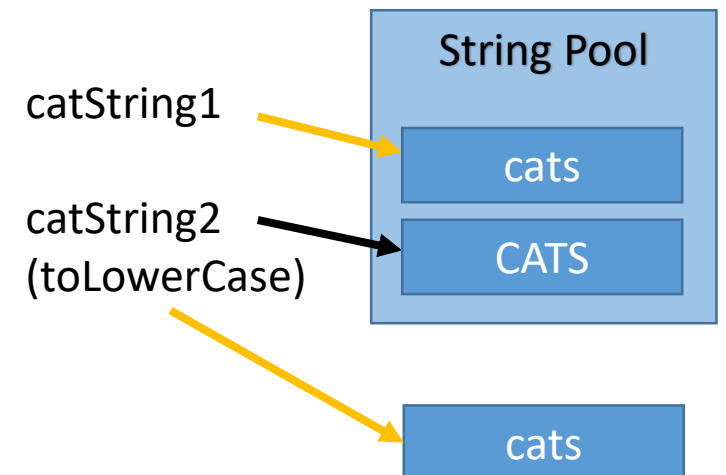 String Pool
catString1
cats
catString2
(toLowerCase)
CATS
cats